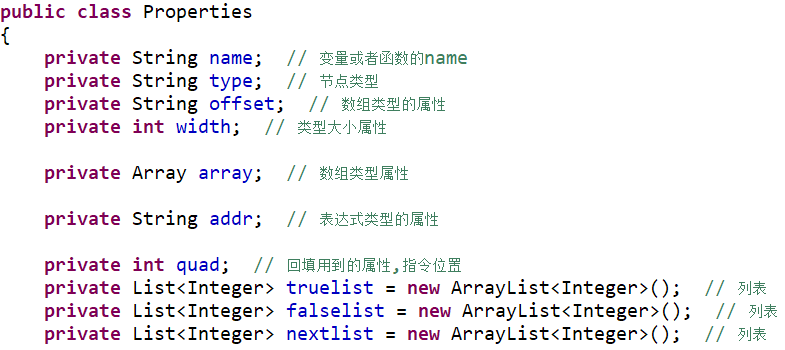 public class Properties
{
    private String name;  // 变量或者函数的name
    private String type;  // 节点类型
    private String offset;  // 数组类型的属性
    private int width;  // 类型大小属性
    private Array array;  // 数组类型属性
    private String addr;  // 表达式类型的属性
    private int quad;  // 回填用到的属性,指令位置
    private List<Integer> truelist = new ArrayList<Integer>();  // 列表
    private List<Integer> falselist = new ArrayList<Integer>();  // 列表
    private List<Integer> nextlist = new ArrayList<Integer>();  // 列表